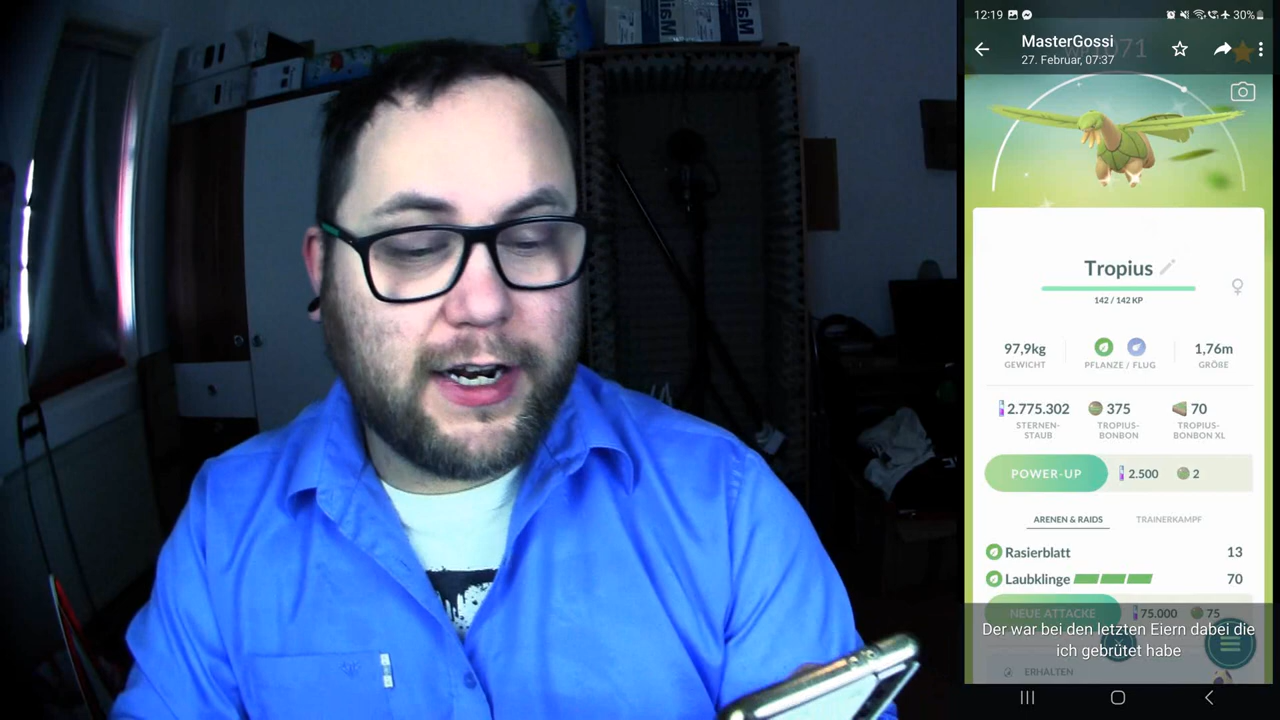 12:19
30%
MasterGossi
27. Februar, 07:37
Tropius
142 / 142 KP
97,9kg
GEWICHT
PFLANZE / FLUG
1,76m
GRÖßE
2.775.302
STERNEN-
STAUB
375
TROPIUS-
BONBON
70
TROPIUS-
BONBON XL
POWER-UP
2.500
2
ARENEN & RAIDS
TRAINERKAMPF
Rasierblatt
13
Laubklinge
70
NEUE ATTACKE
75.000
75
Der war bei den letzten Eiern dabei die
ich gebrütet habe
ERHALTEN